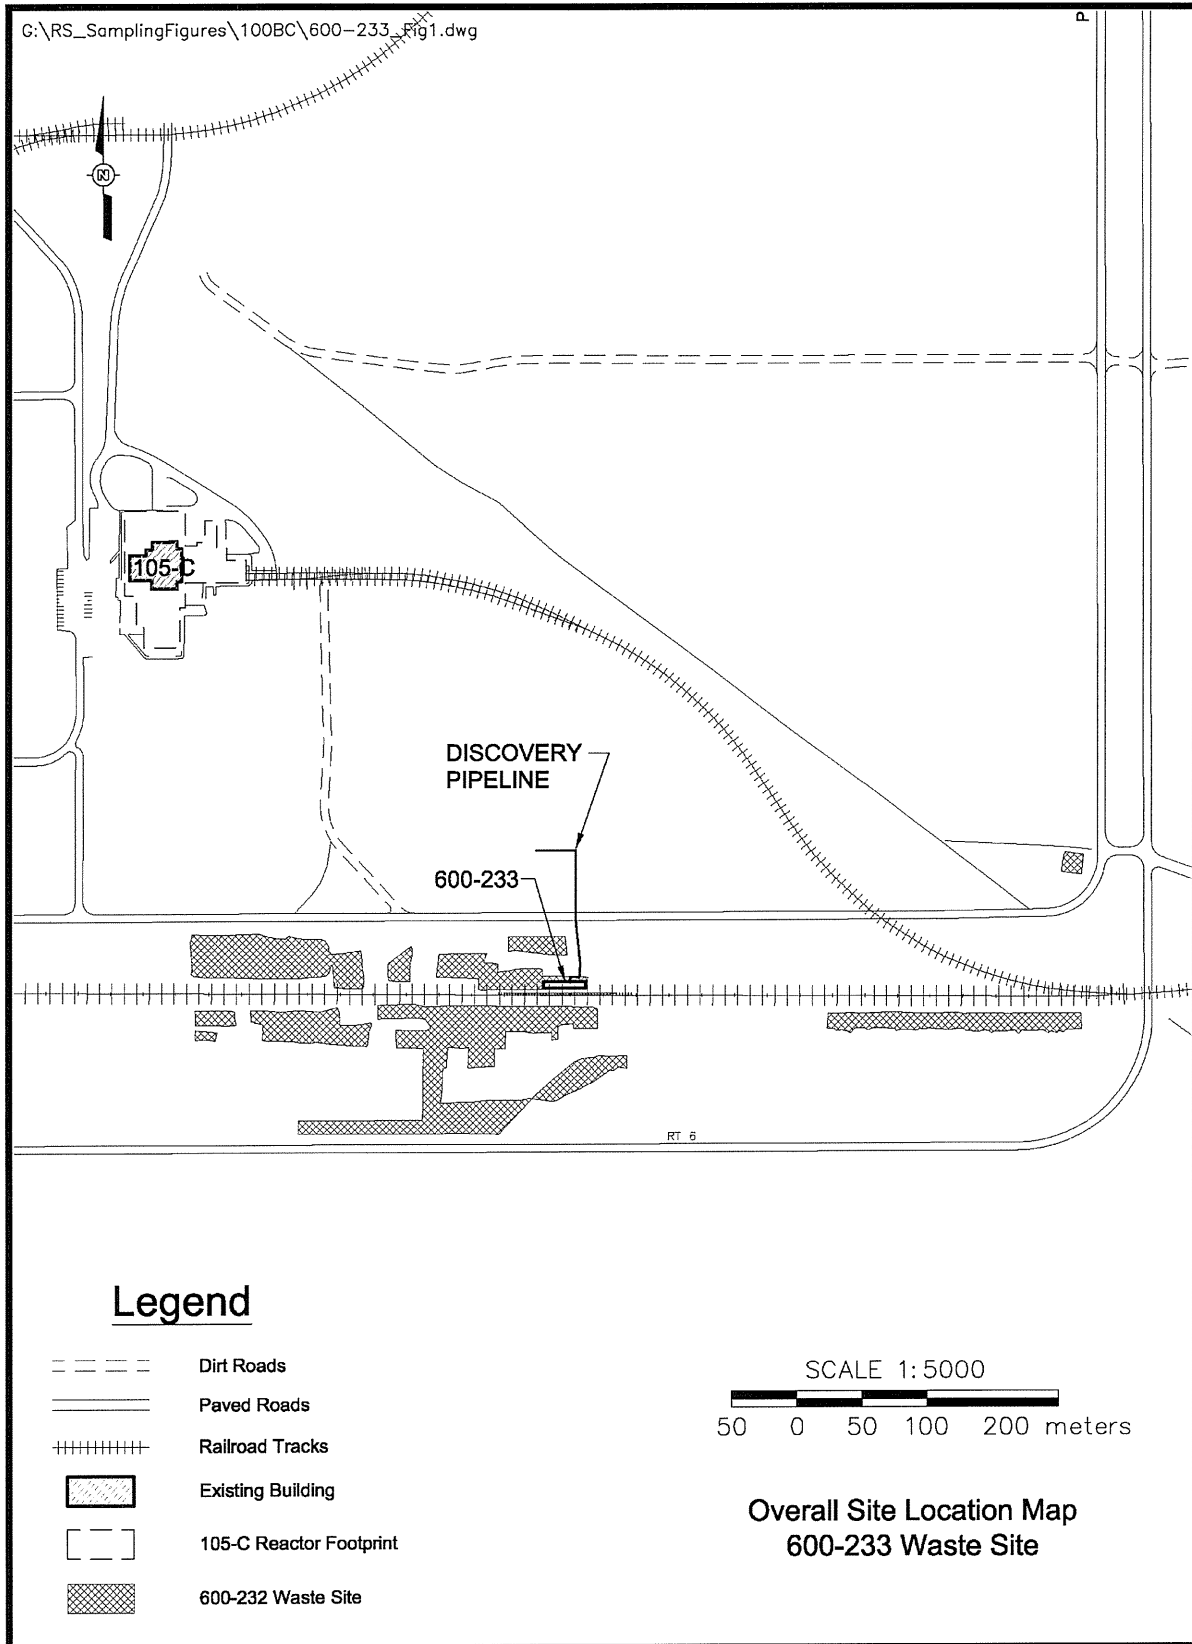 G:\RS_SamplingFigures\100BC\600-233_Fig1.dwg
P
N
105-C
DISCOVERY
PIPELINE
600-233
RT 6
Legend
Dirt Roads
Paved Roads
Railroad Tracks
Existing Building
105-C Reactor Footprint
600-232 Waste Site
SCALE 1:5000
50 0 50 100 200 meters
Overall Site Location Map
600-233 Waste Site